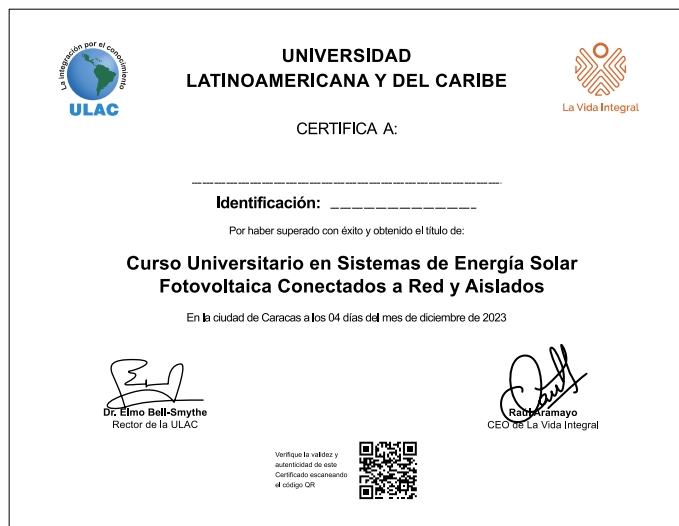 La integración por el conocimiento
ULAC
UNIVERSIDAD
LATINOAMERICANA Y DEL CARIBE
La Vida Integral
CERTIFICA A:
Identificación:
Por haber superado con éxito y obtenido el título de:
Curso Universitario en Sistemas de Energía Solar
Fotovoltaica Conectados a Red y Aislados
En la ciudad de Caracas a los 04 días del mes de diciembre de 2023
Dr. Elmo Bell-Smythe
Rector de la ULAC
Raúl Aramayo
CEO de La Vida Integral
Verifique la validez y
autenticidad de este
Certificado escaneando
el código QR